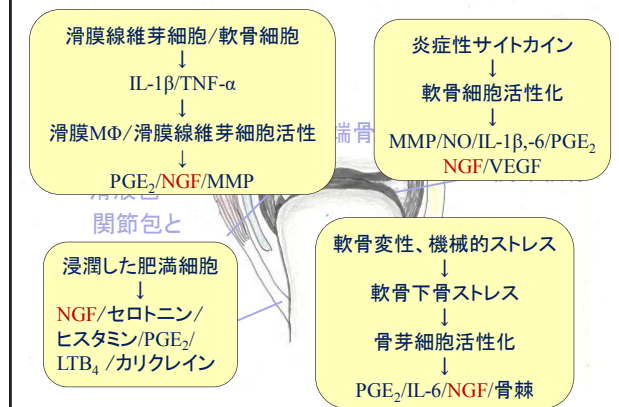 滑膜線維芽細胞/軟骨細胞
↓
IL-1β/TNF-α
↓
滑膜MΦ/滑膜線維芽細胞活性
↓
PGE₂/NGF/MMP
炎症性サイトカイン
↓
軟骨細胞活性化
↓
MMP/NO/IL-1β,-6/PGE₂
NGF/VEGF
端骨
関節包と
浸潤した肥満細胞
↓
NGF/セロトニン/
ヒスタミン/PGE₂/
LTB₄ /カリクレイン
軟骨変性、機械的ストレス
↓
軟骨下骨ストレス
↓
骨芽細胞活性化
↓
PGE₂/IL-6/NGF/骨棘